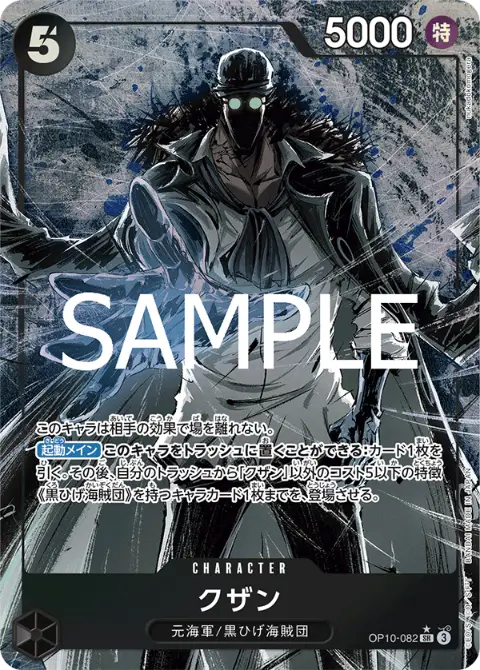 5
5000
特
SAMPLE
このキャラは相手の効果で場を離れない。
起動メイン このキャラをトラッシュに置くことができる:カード1枚を
引く。その後、自分のトラッシュから「クザン」以外のコスト5以下の特徴
《黒ひげ海賊団》を持つキャラカード1枚までを、登場させる。
CHARACTER
クザン
元海軍/黒ひげ海賊団
OP10-082 SR 3